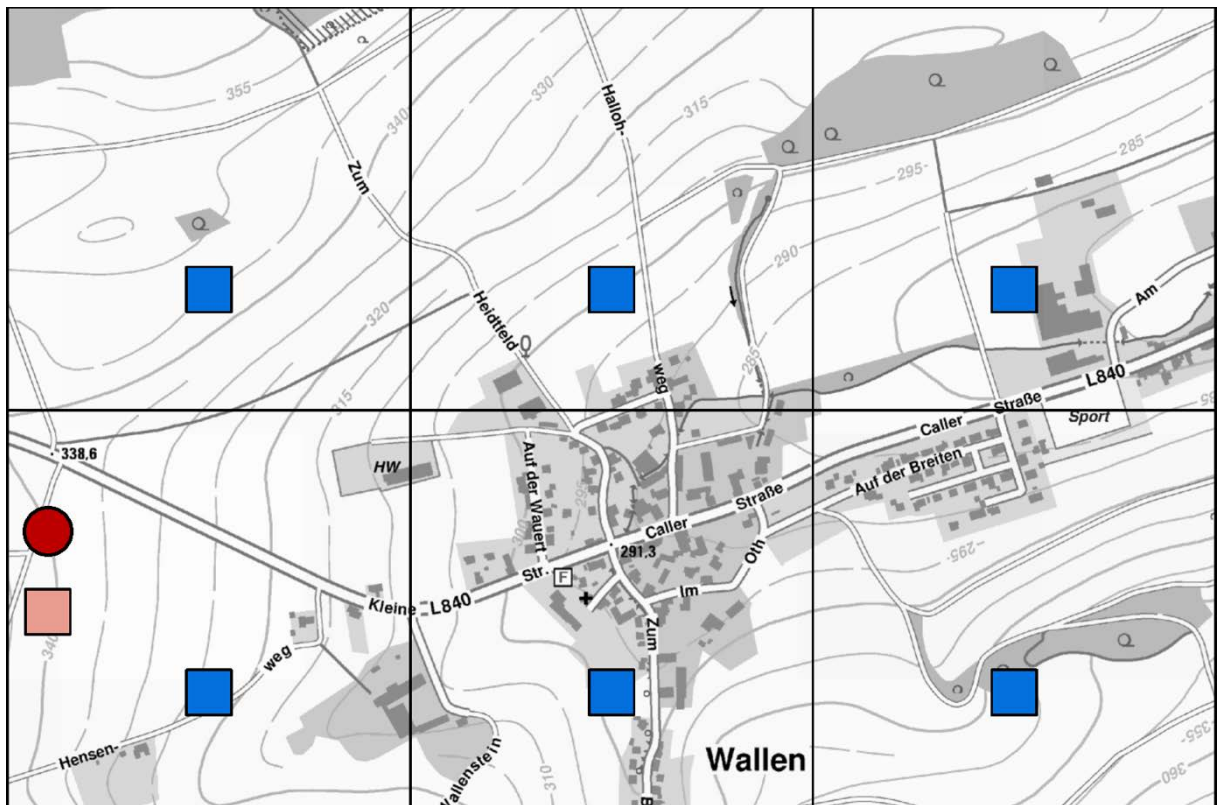 355
340
Zum
330
Halloh-
315
295-
285
290
320
Heidtfeld
285
Am
weg
L840
315
Caller
Straße
Sport
338,6
HW
Auf der Wauert
295
Auf der Breiten
Straße
Caller
300
291,3
Oth
-295-
Str.
F
Im
Kleine
L840
Zum
340
weg
Hensen-
Wallenstein
310
Wallen
355-
360
B